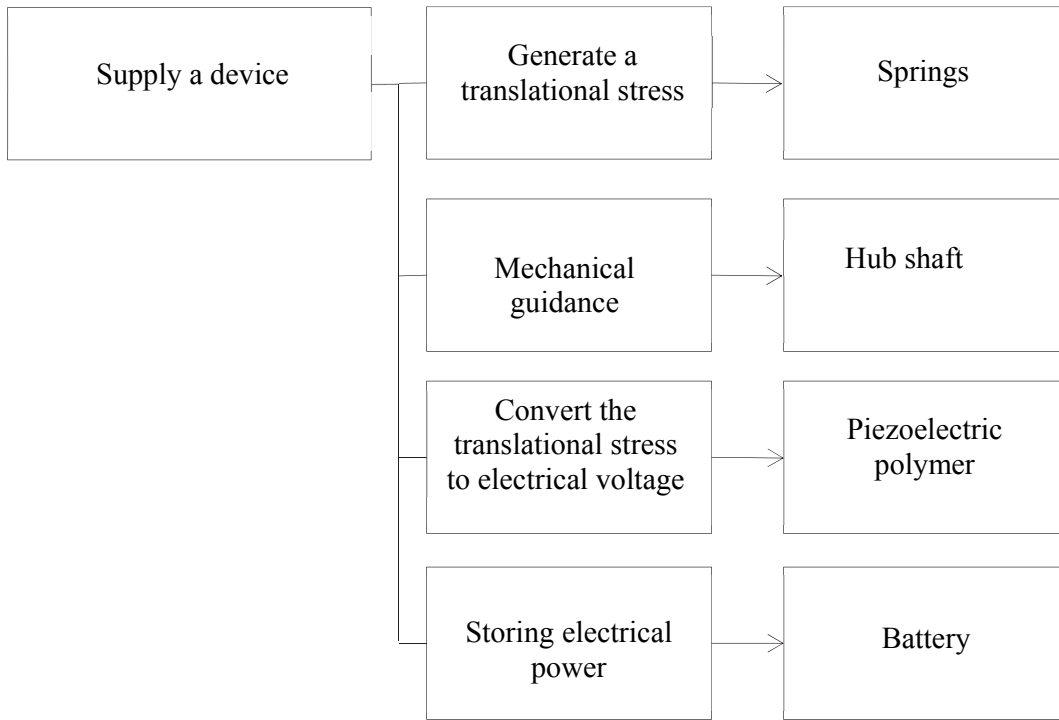 Supply a device
Generate a
translational stress
Springs
Mechanical
guidance
Hub shaft
Convert the
translational stress
to electrical voltage
Piezoelectric
polymer
Storing electrical
power
Battery